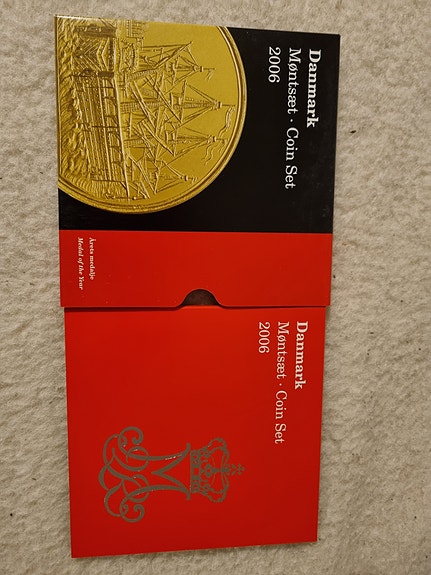 Danmark
Møntsæt · Coin Set
2006
Årets medalje
Medal of the Year
Danmark
Møntsæt · Coin Set
2006